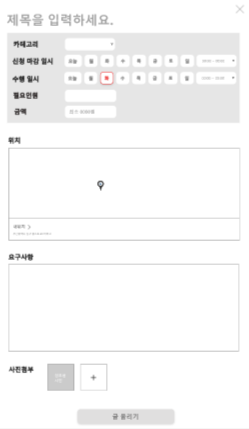 제목을 입력하세요.
카테고리
신청 마감 일시 오늘 월 화 수 목 금 토 일
수행 일시 오늘 월 화 수 목 금 토 일
필요인원
금액
위치
요구사항
사진첨부
+
글 올리기